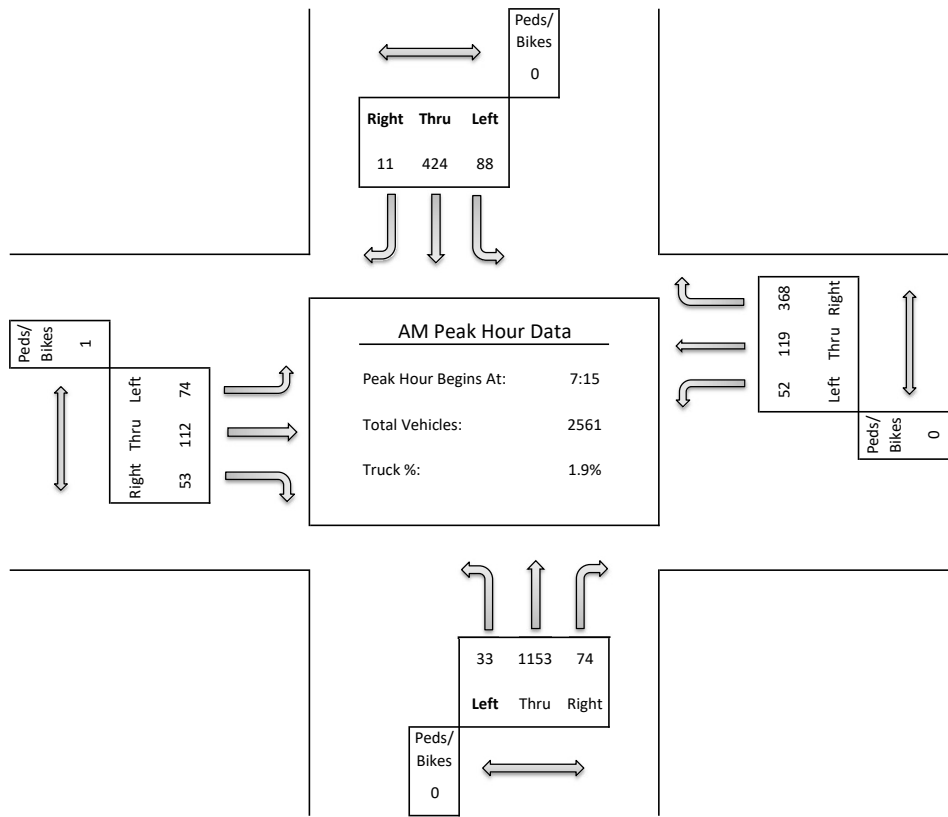 Peds/
Bikes
0
Right Thru Left
11 424 88
368 Right
119 Thru
52 Left
Peds/
Bikes
0
Peds/
Bikes
1
Left 74
Thru 112
Right 53
AM Peak Hour Data
Peak Hour Begins At: 7:15
Total Vehicles: 2561
Truck %: 1.9%
33 1153 74
Left Thru Right
Peds/
Bikes
0